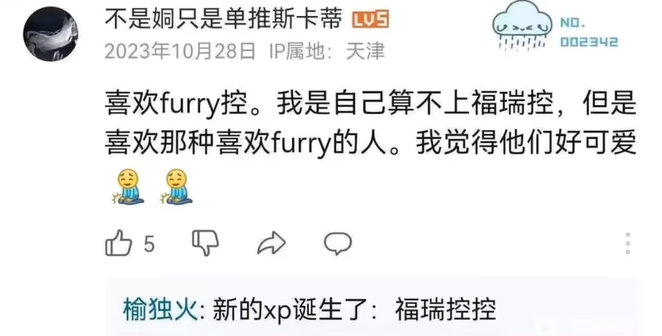 不是姛只是单推斯卡蒂 LV5
NO.
002342
2023年10月28日 IP属地：天津
喜欢furry控。我是自己算不上福瑞控，但是
喜欢那种喜欢furry的人。我觉得他们好可爱
5
榆独火: 新的xp诞生了：福瑞控控